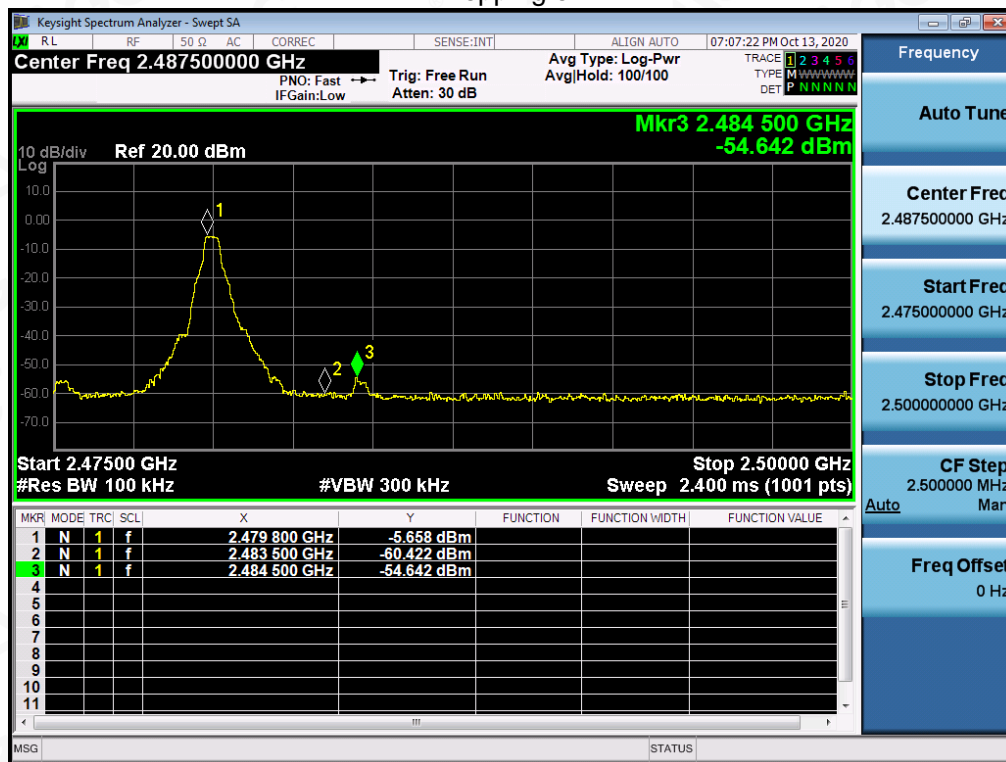 Keysight Spectrum Analyzer - Swept SA
LXI RL RF 50 Ω AC CORREC SENSE:INT ALIGN AUTO 07:07:22 PM Oct 13, 2020
Center Freq 2.487500000 GHz
PNO: Fast
IFGain:Low
Trig: Free Run
Atten: 30 dB
Avg Type: Log-Pwr
Avg|Hold: 100/100
TRACE 1 2 3 4 5 6
TYPE M WWWWW
DET P N N N N N
Mkr3 2.484 500 GHz
-54.642 dBm
10 dB/div Ref 20.00 dBm
Log
10.0
0.00
-10.0
-20.0
-30.0
-40.0
-50.0
-60.0
-70.0
1
2
3
Start 2.47500 GHz Stop 2.50000 GHz
#Res BW 100 kHz #VBW 300 kHz Sweep 2.400 ms (1001 pts)
MKR MODE TRC SCL X Y FUNCTION FUNCTION WIDTH FUNCTION VALUE
1 N 1 f 2.479 800 GHz -5.658 dBm
2 N 1 f 2.483 500 GHz -60.422 dBm
3 N 1 f 2.484 500 GHz -54.642 dBm
4
5
6
7
8
9
10
11
MSG STATUS
Frequency
Auto Tune
Center Freq
2.487500000 GHz
Start Freq
2.475000000 GHz
Stop Freq
2.500000000 GHz
CF Step
2.500000 MHz
Auto Man
Freq Offset
0 Hz